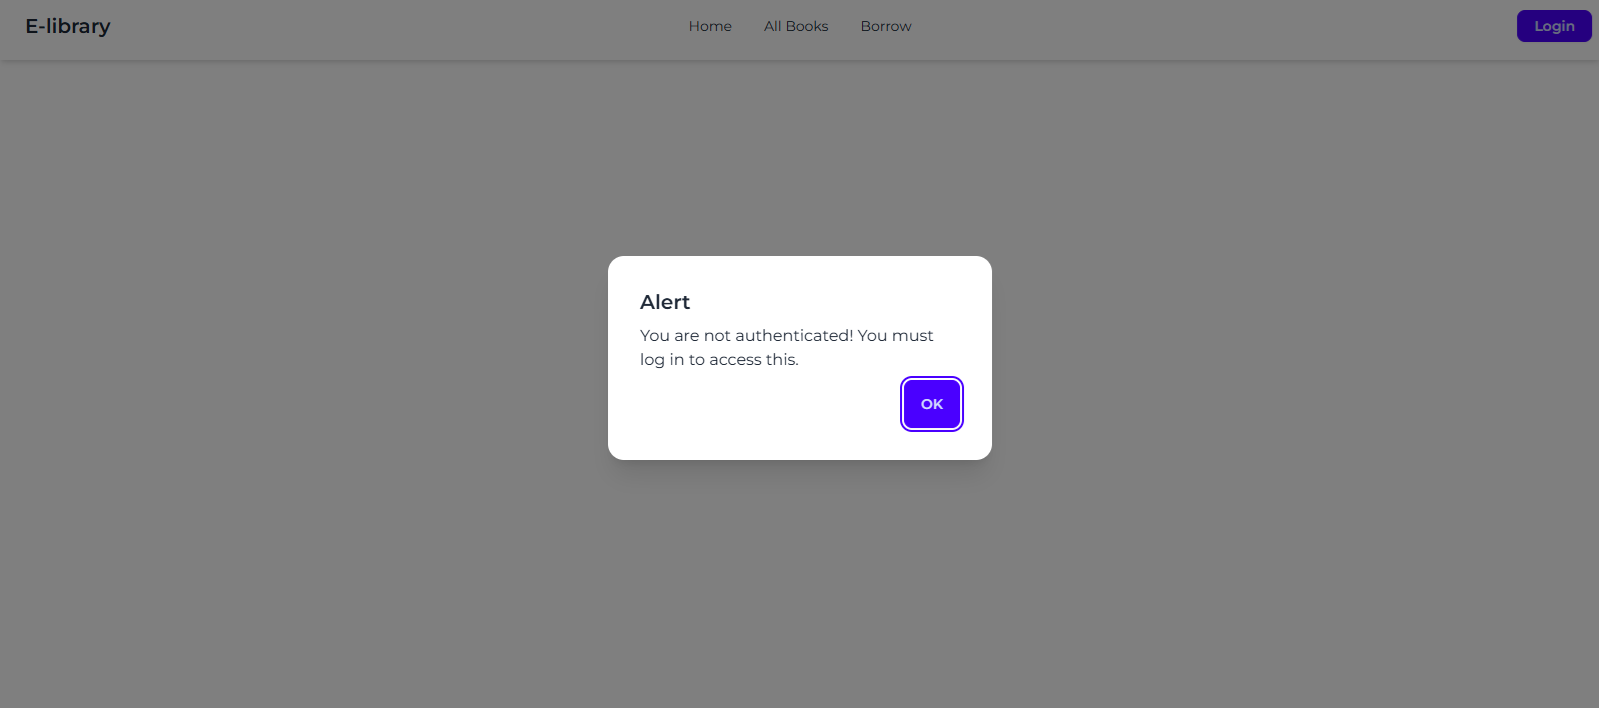 E-library
Home
All Books
Borrow
Login
Alert
You are not authenticated! You must
log in to access this.
OK